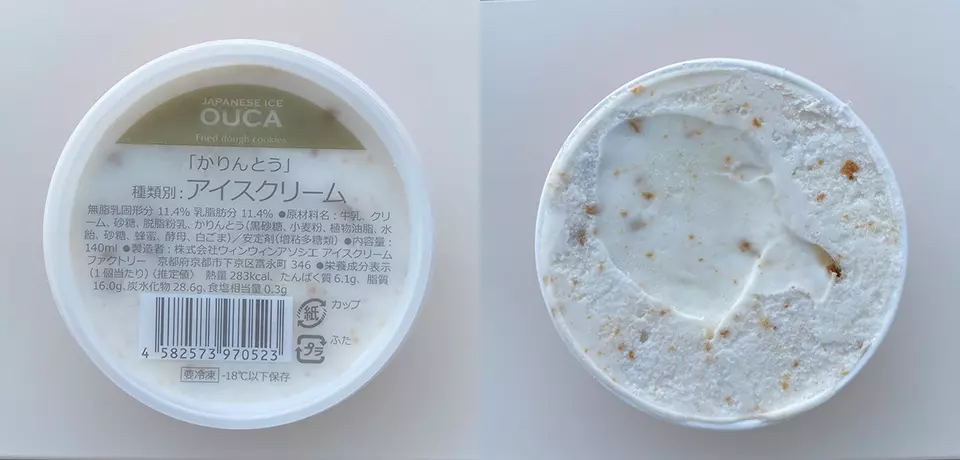 JAPANESE ICE
OUCA
Fried dough cookies
「かりんとう」
種類別：アイスクリーム
無脂乳固形分 11.4% 乳脂肪分 11.4% ●原材料名：牛乳、クリ
ーム、砂糖、脱脂粉乳、かりんとう（黒砂糖、小麦粉、植物油脂、水
飴、砂糖、蜂蜜、酵母、白ごま）/安定剤（増粘多糖類）●内容量：
140ml ●製造者：株式会社ウィンウィンアソシエ アイスクリーム
ファクトリー 京都府京都市下京区富永町 346 ●栄養成分表示
（1個当たり）（推定値） 熱量 283kcal、たんぱく質 6.1g、脂質
16.0g、炭水化物 28.6g、食塩相当量 0.3g
紙 カップ
プラ ふた
4 582573 970523
要冷凍 -18℃以下保存